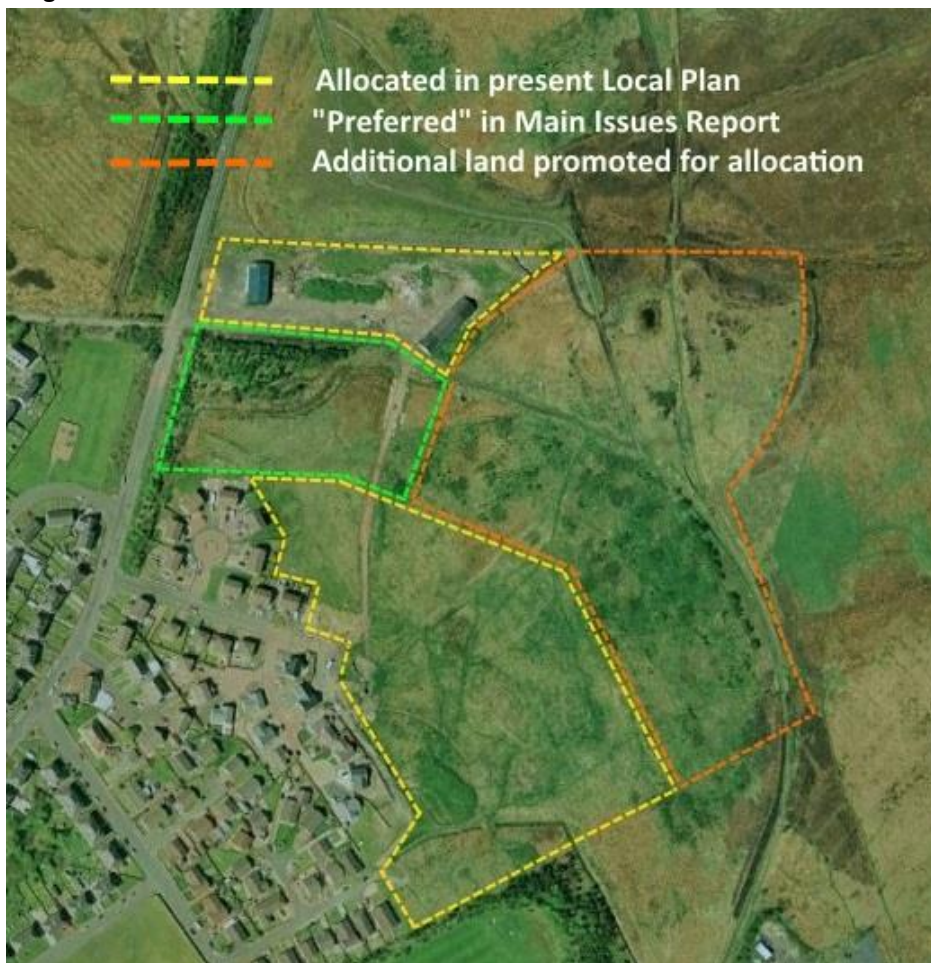 Allocated in present Local Plan
"Preferred" in Main Issues Report
Additional land promoted for allocation